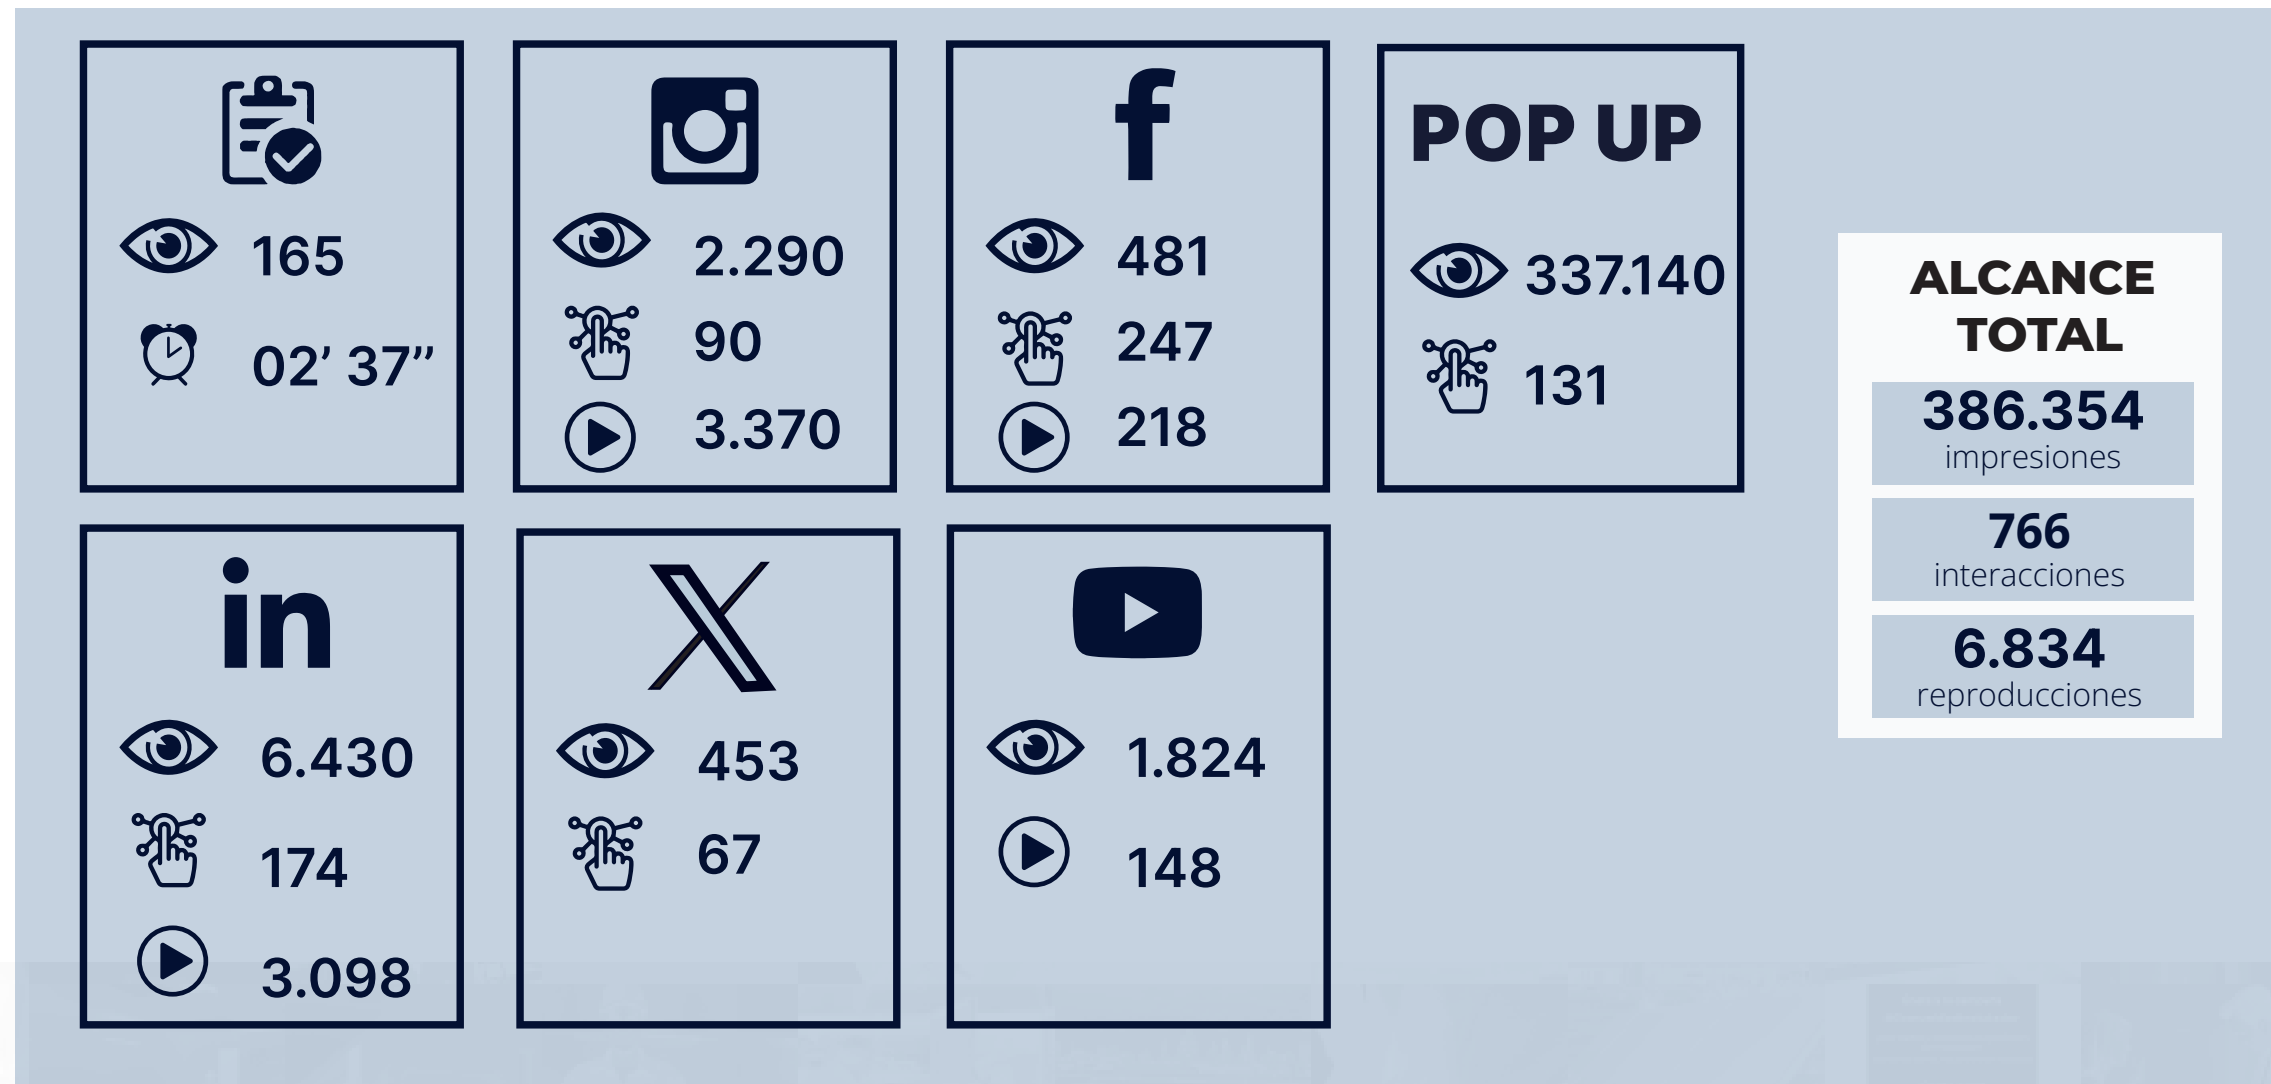 165
02’ 37’’
2.290
90
3.370
f
481
247
218
POP UP
337.140
131
in
6.430
174
3.098
X
453
67
1.824
148
ALCANCE
TOTAL
386.354
impresiones
766
interacciones
6.834
reproducciones